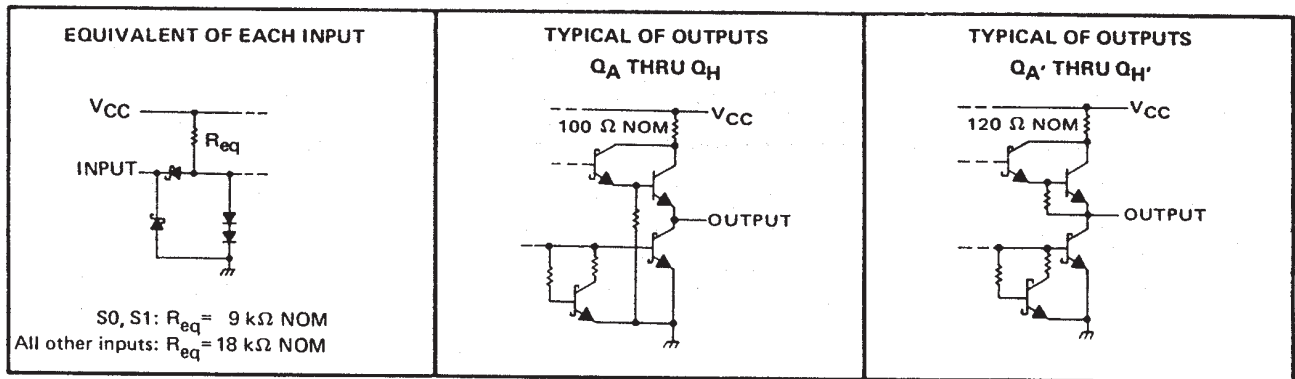 EQUIVALENT OF EACH INPUT
VCC
Req
INPUT
S0, S1: Req= 9 kΩ NOM
All other inputs: Req=18 kΩ NOM
TYPICAL OF OUTPUTS
QA THRU QH
VCC
100 Ω NOM
OUTPUT
TYPICAL OF OUTPUTS
QA' THRU QH'
VCC
120 Ω NOM
OUTPUT